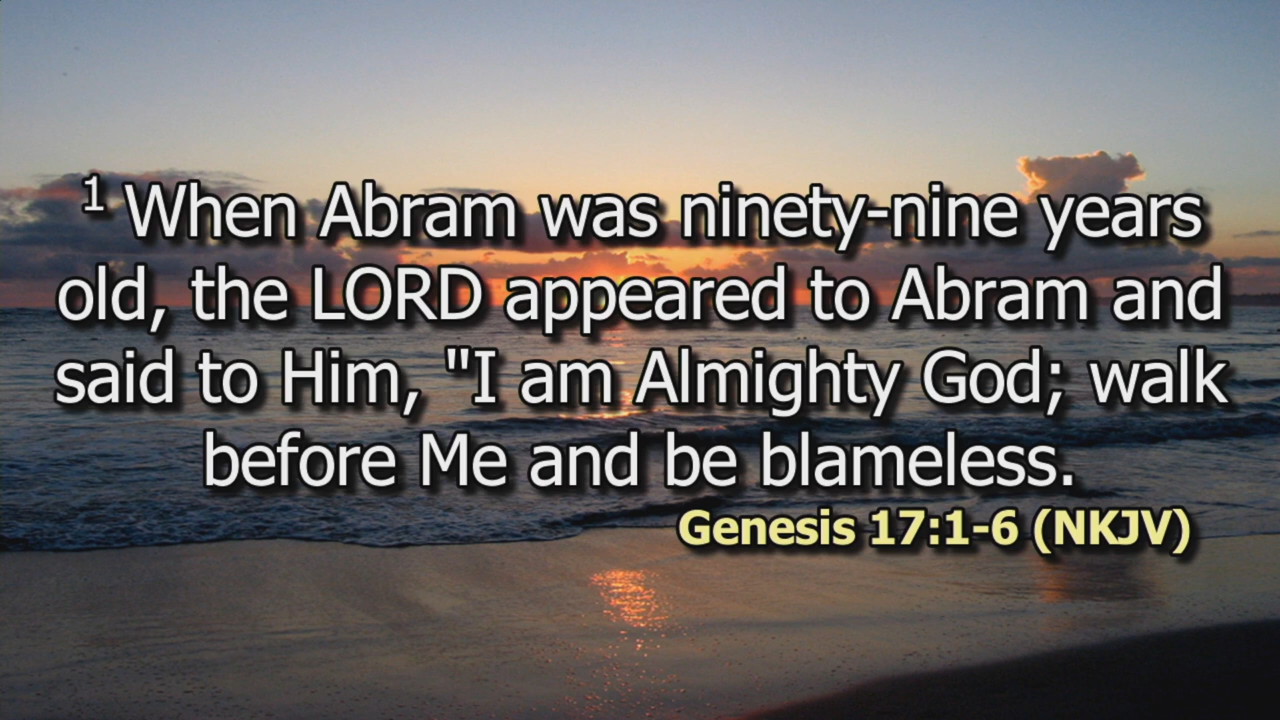 1 When Abram was ninety-nine years
old, the LORD appeared to Abram and
said to Him, "I am Almighty God; walk
before Me and be blameless.
Genesis 17:1-6 (NKJV)